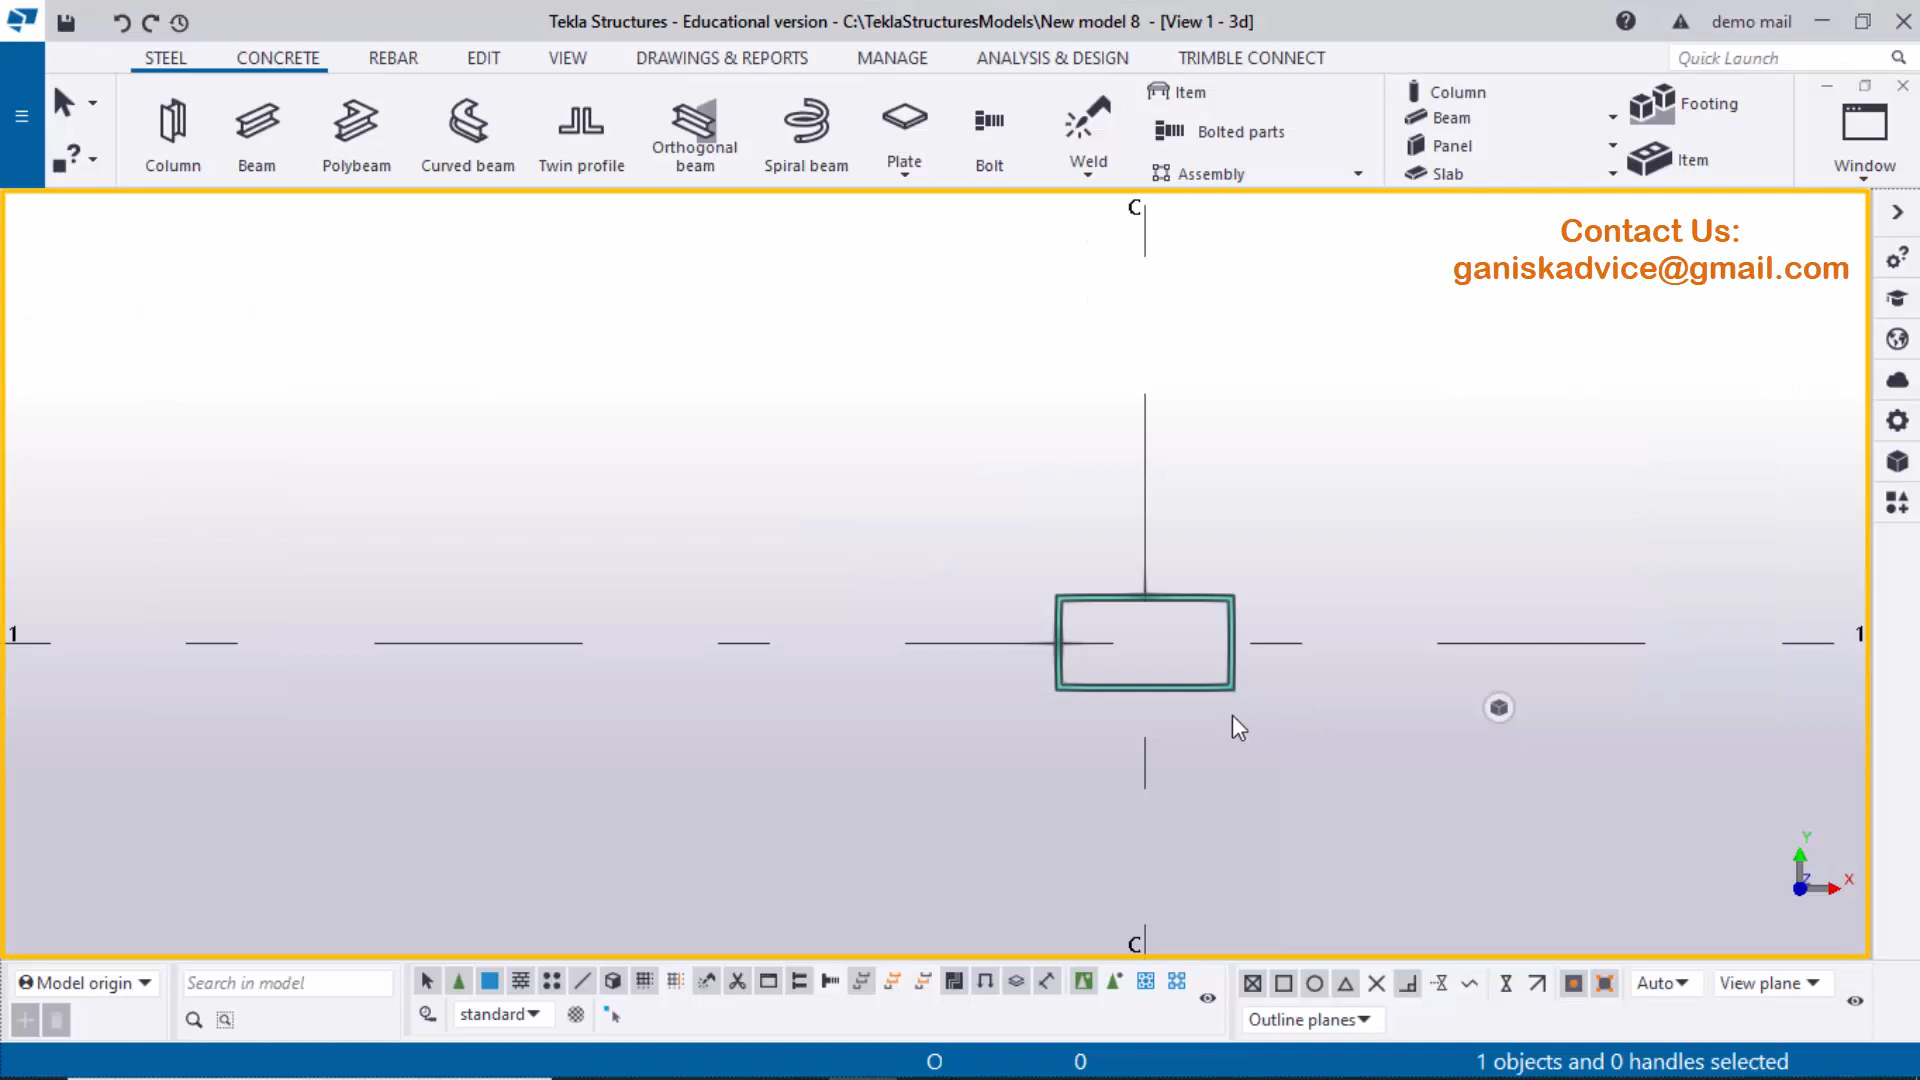 Tekla Structures - Educational version - C:\TeklaStructuresModels\New model 8 - [View 1 - 3d]
demo mail
STEEL
CONCRETE
REBAR
EDIT
VIEW
DRAWINGS & REPORTS
MANAGE
ANALYSIS & DESIGN
TRIMBLE CONNECT
Quick Launch
Column
Beam
Polybeam
Curved beam
Twin profile
Orthogonal
beam
Spiral beam
Plate
Bolt
Weld
Item
Bolted parts
Assembly
Column
Beam
Panel
Slab
Footing
Item
Window
Contact Us:
ganiskadvice@gmail.com
C
1
1
C
Y
Z
X
Model origin
Search in model
standard
Auto
View plane
Outline planes
O
0
1 objects and 0 handles selected